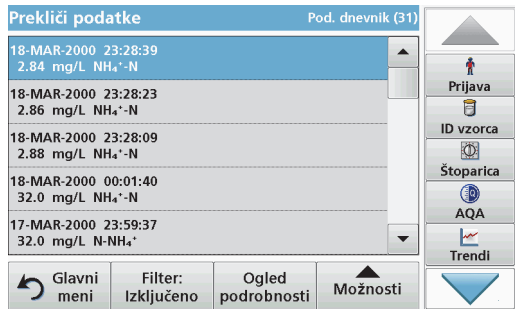 Prekliči podatke
Pod. dnevnik (31)
18-MAR-2000 23:28:39
2.84 mg/L NH₄⁺-N
18-MAR-2000 23:28:23
2.86 mg/L NH₄⁺-N
18-MAR-2000 23:28:09
2.88 mg/L NH₄⁺-N
18-MAR-2000 00:01:40
32.0 mg/L NH₄⁺-N
17-MAR-2000 23:59:37
32.0 mg/L N-NH₄⁺
Prijava
ID vzorca
Štoparica
AQA
Trendi
Glavni
meni
Filter:
Izključeno
Ogled
podrobnosti
Možnosti